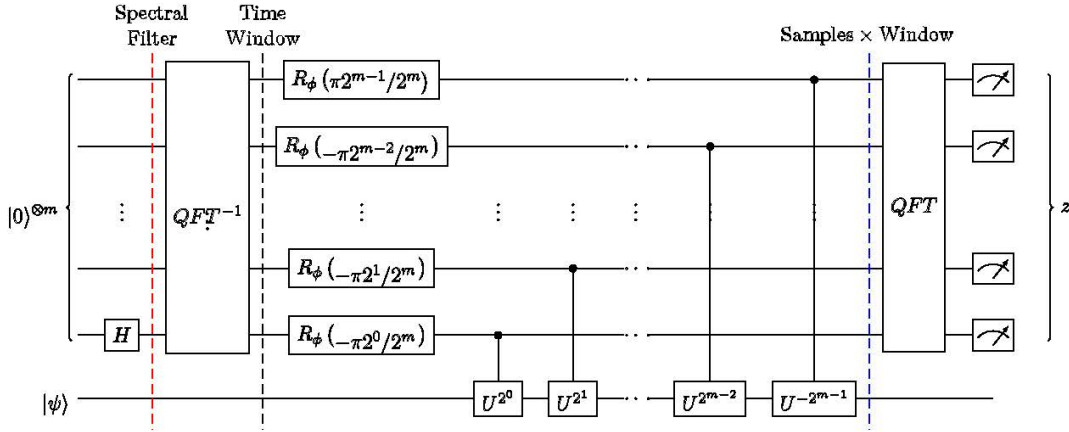 Spectral Filter
Time Window
Samples × Window
R_ϕ (π2^{m−1}/2^m)
R_ϕ (−π2^{m−2}/2^m)
|0⟩^{⊗m} ⋮ QFT^{−1} ⋮ ⋮ ⋮ ⋮ ⋮ QFT ⋮ z
R_ϕ (−π2^1/2^m)
H R_ϕ (−π2^0/2^m)
|ψ⟩ U^{2^0} U^{2^1} U^{2^{m−2}} U^{−2^{m−1}}